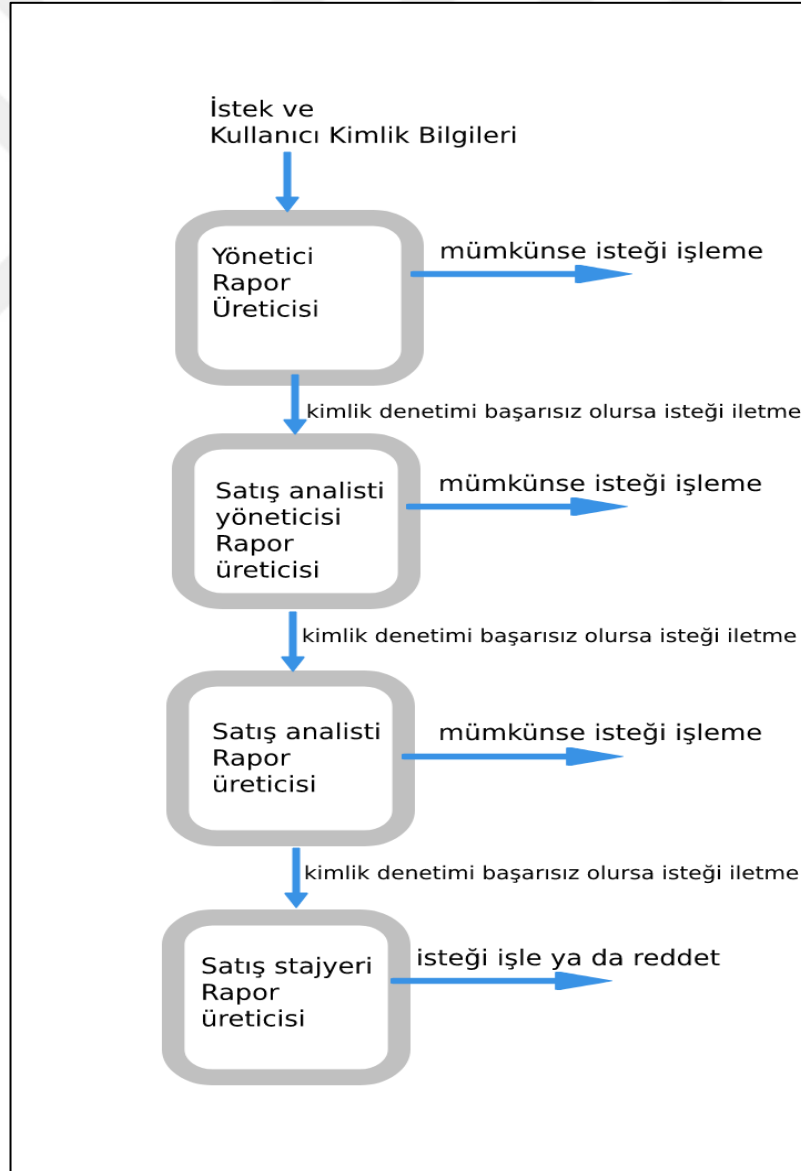 İstek ve
Kullanıcı Kimlik Bilgileri
Yönetici
Rapor
Üreticisi
mümkünse isteği işleme
kimlik denetimi başarısız olursa isteği iletme
Satış analisti
yöneticisi
Rapor
üreticisi
mümkünse isteği işleme
kimlik denetimi başarısız olursa isteği iletme
Satış analisti
Rapor
üreticisi
mümkünse isteği işleme
kimlik denetimi başarısız olursa isteği iletme
Satış stajyeri
Rapor
üreticisi
isteği işle ya da reddet